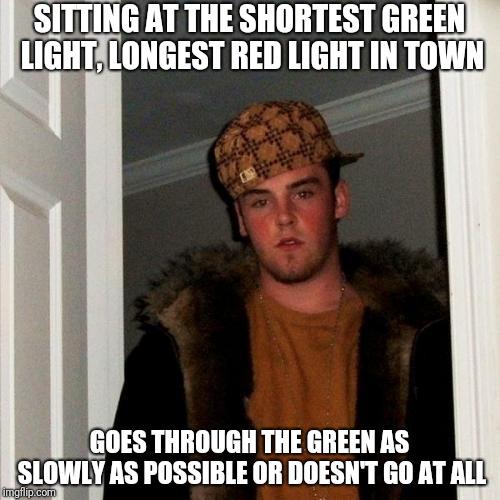 SITTING AT THE SHORTEST GREEN
LIGHT, LONGEST RED LIGHT IN TOWN
GOES THROUGH THE GREEN AS
SLOWLY AS POSSIBLE OR DOESN'T GO AT ALL
imgflip.com